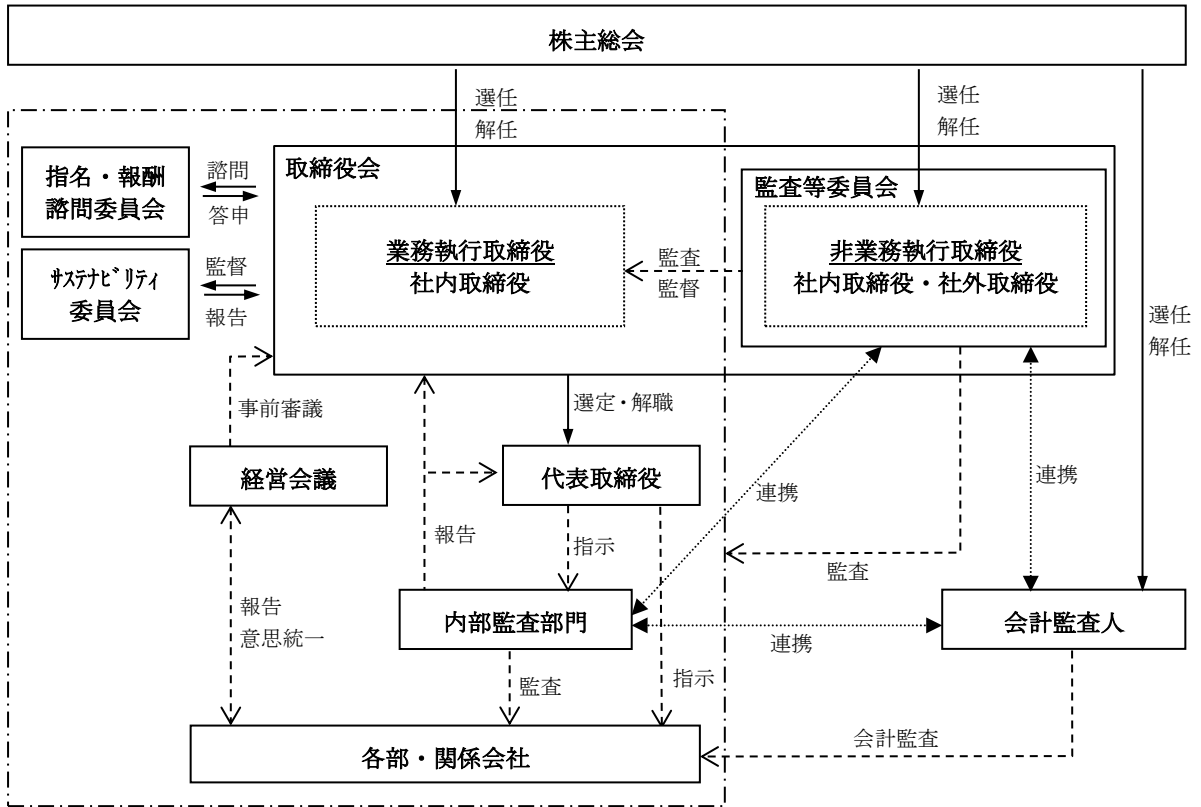 株主総会
選任
解任
選任
解任
指名・報酬
諮問委員会
諮問
答申
取締役会
監査等委員会
業務執行取締役
社内取締役
監査
監督
非業務執行取締役
社内取締役・社外取締役
ｻｽﾃﾅﾋﾞﾘﾃｨ
委員会
監督
報告
選任
解任
事前審議
選定・解職
経営会議
代表取締役
連携
連携
報告
指示
監査
報告
意思統一
内部監査部門
会計監査人
連携
監査
指示
会計監査
各部・関係会社